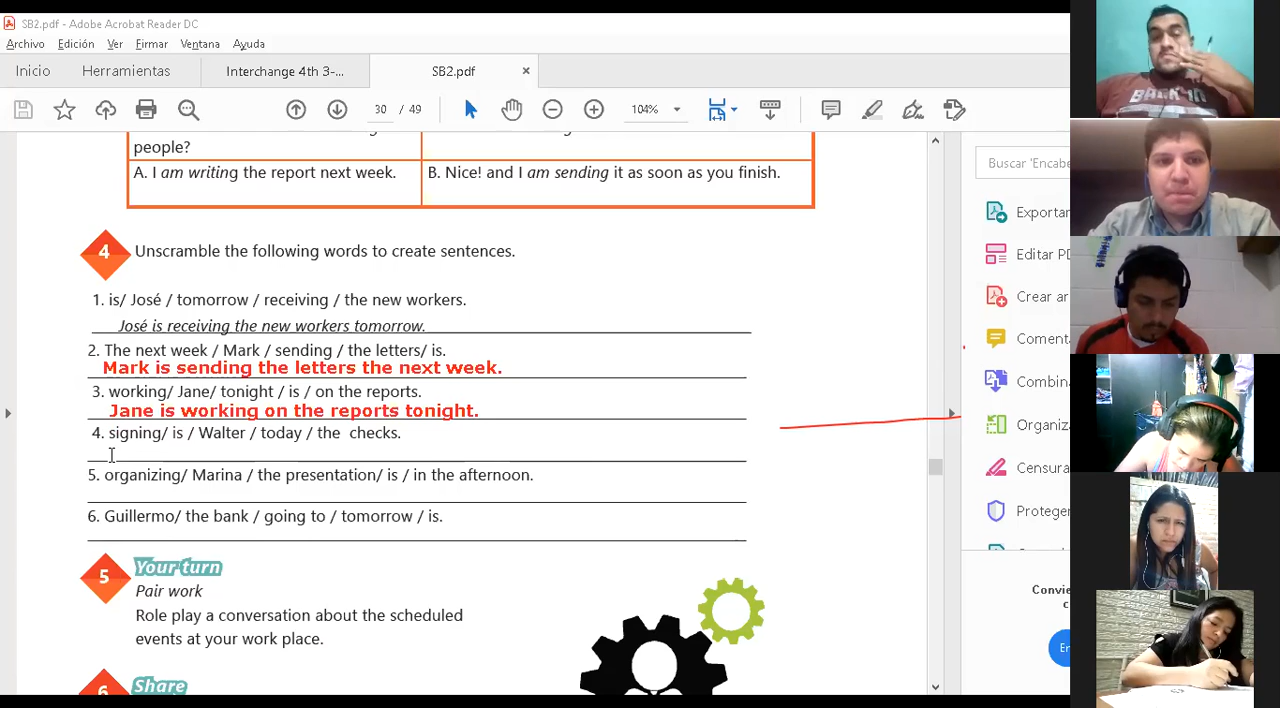 SB2.pdf - Adobe Acrobat Reader DC
Archivo Edición Ver Firmar Ventana Ayuda
Inicio Herramientas Interchange 4th 3-... SB2.pdf ×
30 / 49 104%
people?
A. I am writing the report next week. B. Nice! and I am sending it as soon as you finish.
Buscar 'Encabe
Exportar
Editar PD
Crear ar
Comenta
Combina
Organiza
Censura
Proteger
Convie
En
4 Unscramble the following words to create sentences.
1. is/ José / tomorrow / receiving / the new workers.
José is receiving the new workers tomorrow.
2. The next week / Mark / sending / the letters/ is.
Mark is sending the letters the next week.
3. working/ Jane/ tonight / is / on the reports.
Jane is working on the reports tonight.
4. signing/ is / Walter / today / the checks.
5. organizing/ Marina / the presentation/ is / in the afternoon.
6. Guillermo/ the bank / going to / tomorrow / is.
5 Your turn
Pair work
Role play a conversation about the scheduled
events at your work place.
6 Share